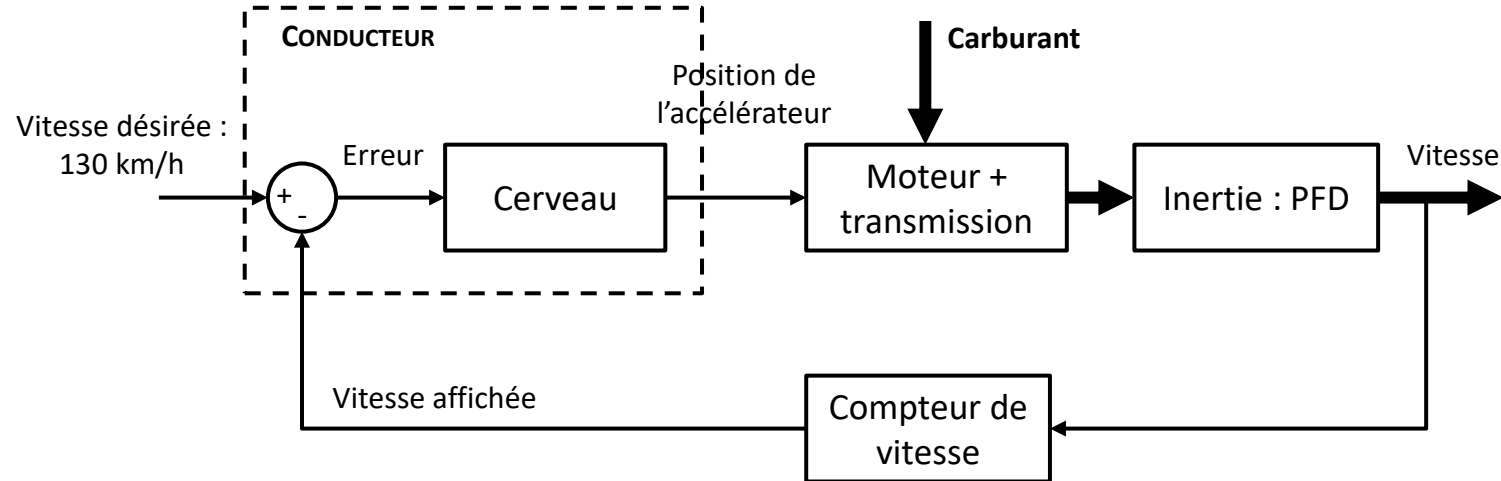 CONDUCTEUR
Carburant
Position de
l’accélérateur
Vitesse désirée :
130 km/h
Erreur
Vitesse
+
-
Cerveau
Moteur +
transmission
Inertie : PFD
Vitesse affichée
Compteur de
vitesse